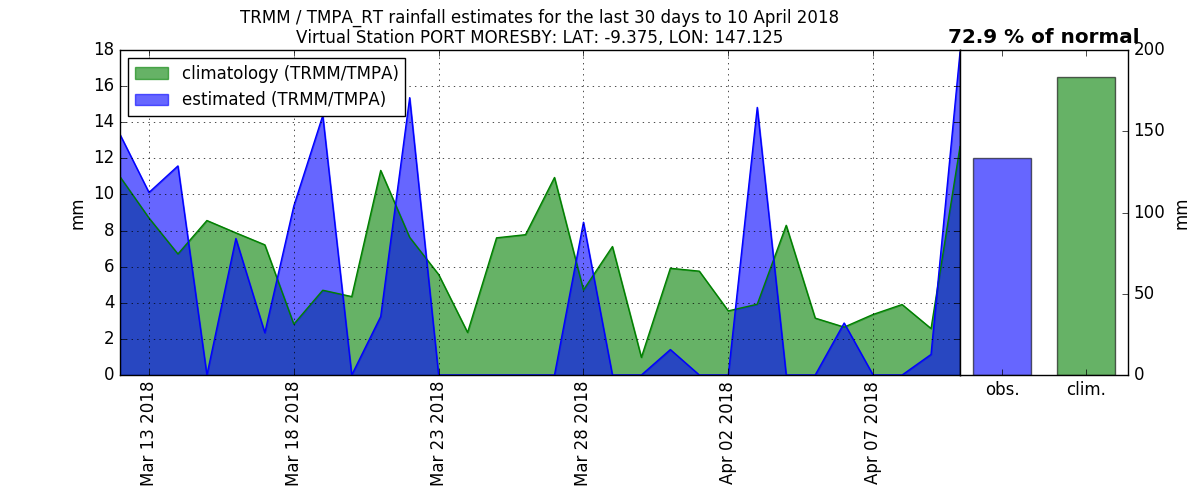 TRMM / TMPA_RT rainfall estimates for the last 30 days to 10 April 2018
Virtual Station PORT MORESBY: LAT: -9.375, LON: 147.125
72.9 % of normal
climatology (TRMM/TMPA)
estimated (TRMM/TMPA)
mm
18
16
14
12
10
8
6
4
2
0
Mar 13 2018
Mar 18 2018
Mar 23 2018
Mar 28 2018
Apr 02 2018
Apr 07 2018
obs.
clim.
200
150
100
50
0
mm